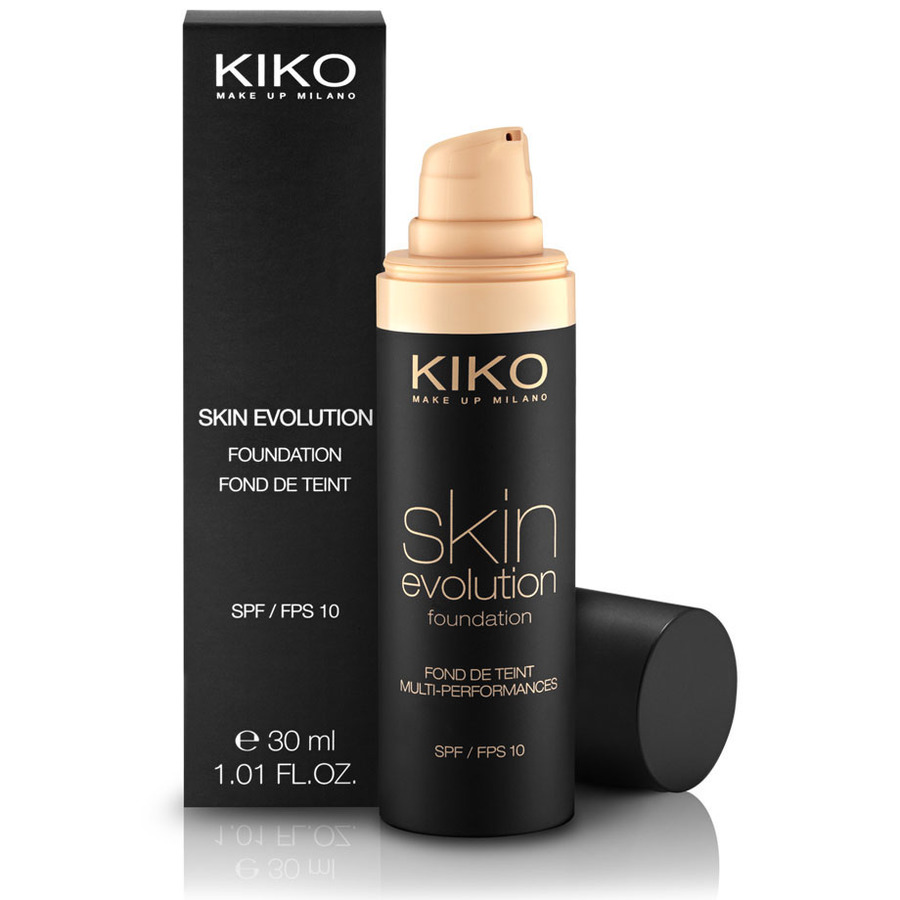 KIKO
MAKE UP MILANO
SKIN EVOLUTION
FOUNDATION
FOND DE TEINT
SPF / FPS 10
℮ 30 ml
1.01 FL.OZ.
KIKO
MAKE UP MILANO
skin
evolution
foundation
FOND DE TEINT
MULTI-PERFORMANCES
SPF / FPS 10